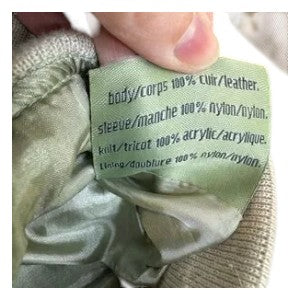 body/corps 100% cuir/leather.
sleeve/manche 100% nylon/nylon.
knit/tricot 100% acrylic/acrylique.
Lining/doublure 100% nylon/nylon.